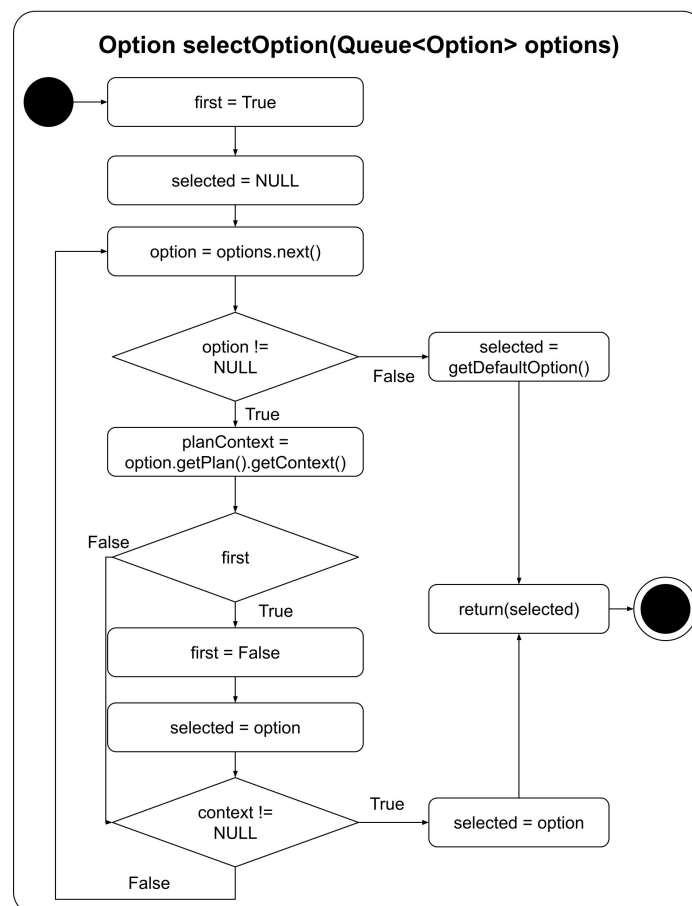 Option selectOption(Queue<Option> options)
first = True
selected = NULL
option = options.next()
option !=
NULL
False
selected =
getDefaultOption()
True
planContext =
option.getPlan().getContext()
False
first
True
return(selected)
first = False
selected = option
context !=
NULL
True
selected = option
False